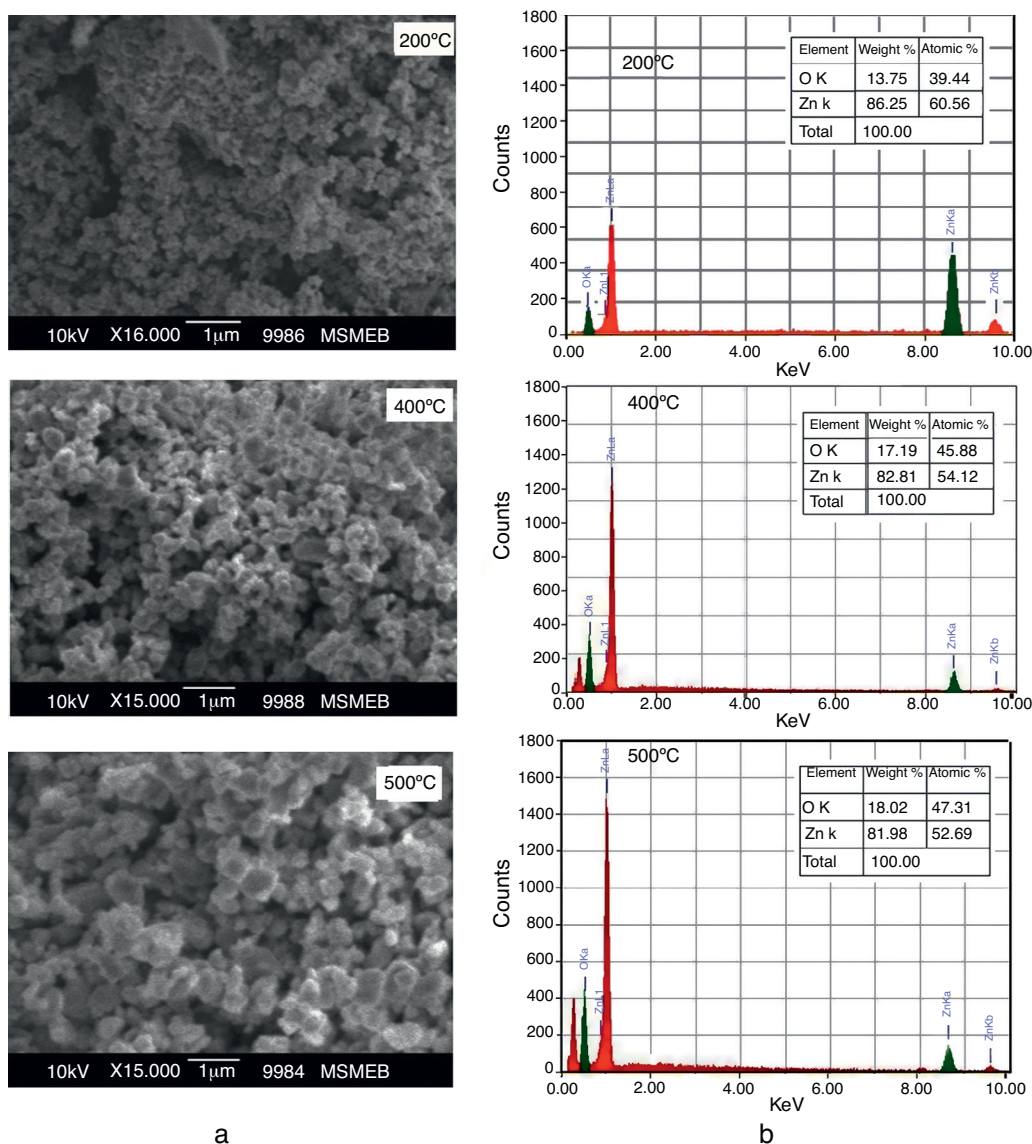 200ºC
10kV X16.000 1µm 9986 MSMEB
1800
1600
1400
1200
1000
800
600
400
200
0
Counts
200ºC
Element Weight % Atomic %
O K 13.75 39.44
Zn k 86.25 60.56
Total 100.00
OKa
ZnL1
ZnLa
ZnKa
ZnKb
0.00 2.00 4.00 6.00 8.00 10.00
KeV
400ºC
10kV X15.000 1µm 9988 MSMEB
1800
1600
1400
1200
1000
800
600
400
200
0
Counts
400ºC
Element Weight % Atomic %
O K 17.19 45.88
Zn k 82.81 54.12
Total 100.00
OKa
ZnL1
ZnLa
ZnKa
ZnKb
0.00 2.00 4.00 6.00 8.00 10.00
KeV
500ºC
10kV X15.000 1µm 9984 MSMEB
1800
1600
1400
1200
1000
800
600
400
200
0
Counts
500ºC
Element Weight % Atomic %
O K 18.02 47.31
Zn k 81.98 52.69
Total 100.00
OKa
ZnL1
ZnLa
ZnKa
ZnKb
0.00 2.00 4.00 6.00 8.00 10.00
KeV
a
b